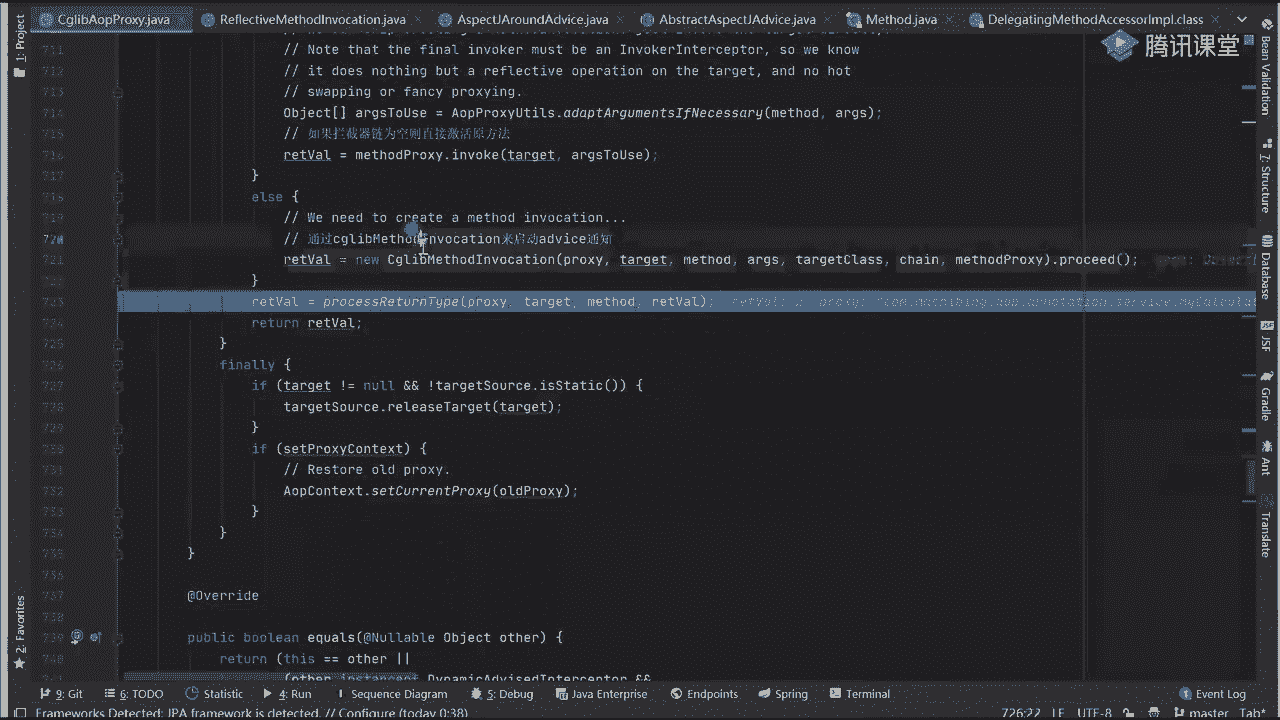 CglibAopProxy.java
ReflectiveMethodInvocation.java
AspectJAroundAdvice.java
AbstractAspectJAdvice.java
Method.java
DelegatingMethodAccessorImpl.class
腾讯课堂
1: Project
2: Favorites
Bean Validation
Database
7: Structure
JSF
Gradle
Ant
Translate
711 // Note that the final invoker must be an InvokerInterceptor, so we know
712 // it does nothing but a reflective operation on the target, and no hot
713 // swapping or fancy proxying.
714 Object[] argsToUse = AopProxyUtils.adaptArgumentsIfNecessary(method, args);
715 // 如果拦截器链为空则直接激活原方法
716 retVal = methodProxy.invoke(target, argsToUse);
717 }
718 else {
719 // We need to create a method invocation...
720 // 通过cglibMethodInvocation来启动advice通知
721 retVal = new CglibMethodInvocation(proxy, target, method, args, targetClass, chain, methodProxy).proceed();
722 }
723 retVal = processReturnType(proxy, target, method, retVal);
724 return retVal;
725 }
726 finally {
727 if (target != null && !targetSource.isStatic()) {
728 targetSource.releaseTarget(target);
729 }
730 if (setProxyContext) {
731 // Restore old proxy.
732 AopContext.setCurrentProxy(oldProxy);
733 }
734 }
735 }
736
737 @Override
738
739 public boolean equals(@Nullable Object other) {
740 return (this == other ||
(other instanceof DynamicAdvisedInterceptor &&
9: Git
6: TODO
Statistic
4: Run
Sequence Diagram
5: Debug
Java Enterprise
Endpoints
Spring
Terminal
Event Log
Frameworks Detected: JPA framework is detected. // Configure (today 0:38)
726:22 LF UTF-8 master Tab*